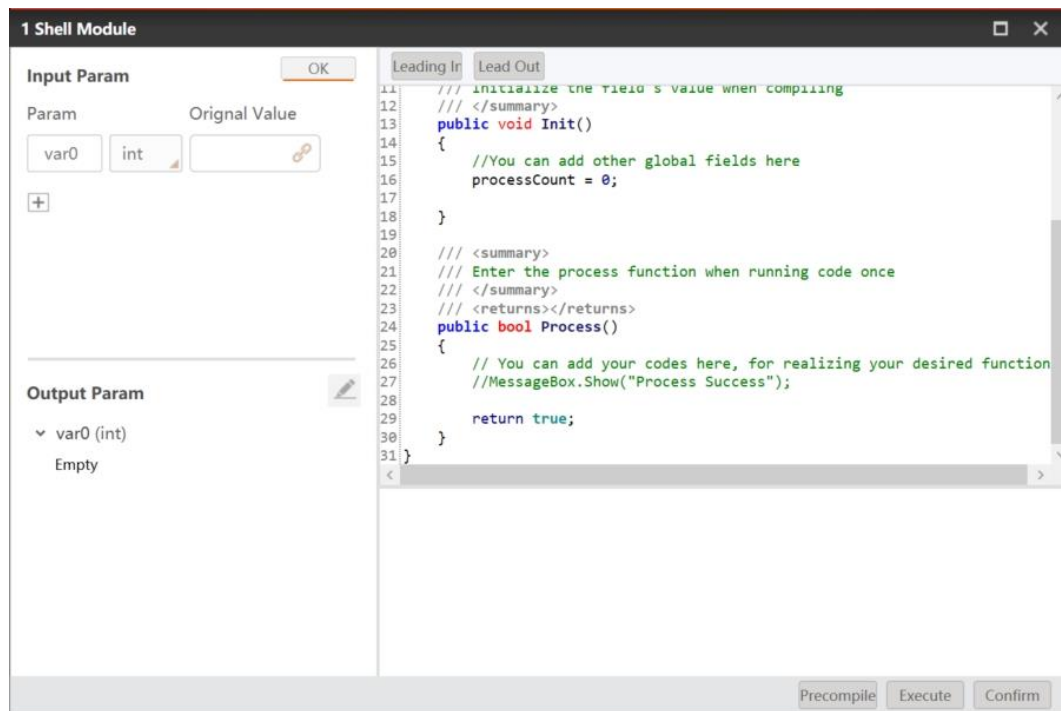 1 Shell Module
Input Param
OK
Param Orignal Value
var0 int
Output Param
var0 (int)
Empty
Leading In Lead Out
11 /// Initialize the field's value when compiling
12 /// </summary>
13 public void Init()
14 {
15 //You can add other global fields here
16 processCount = 0;
17
18 }
19
20 /// <summary>
21 /// Enter the process function when running code once
22 /// </summary>
23 /// <returns></returns>
24 public bool Process()
25 {
26 // You can add your codes here, for realizing your desired function
27 //MessageBox.Show("Process Success");
28
29 return true;
30 }
31 }
Precompile Execute Confirm